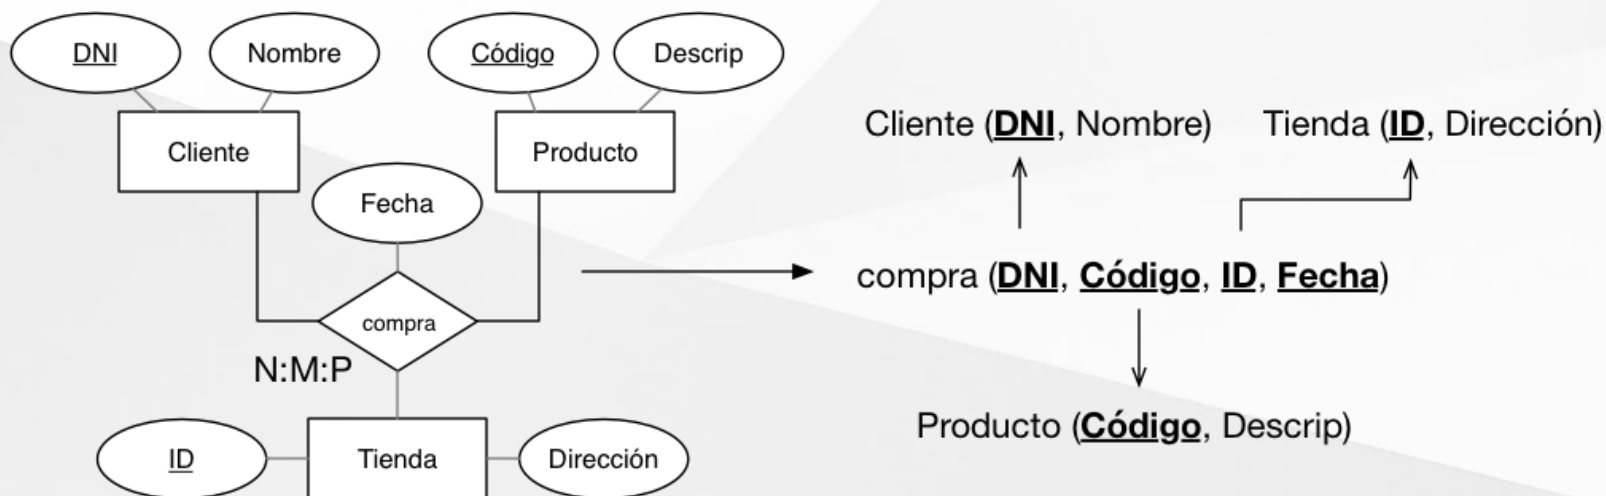 DNI
Nombre
Código
Descrip
Cliente
Producto
Fecha
compra
N:M:P
ID
Tienda
Dirección
Cliente (DNI, Nombre)
Tienda (ID, Dirección)
compra (DNI, Código, ID, Fecha)
Producto (Código, Descrip)